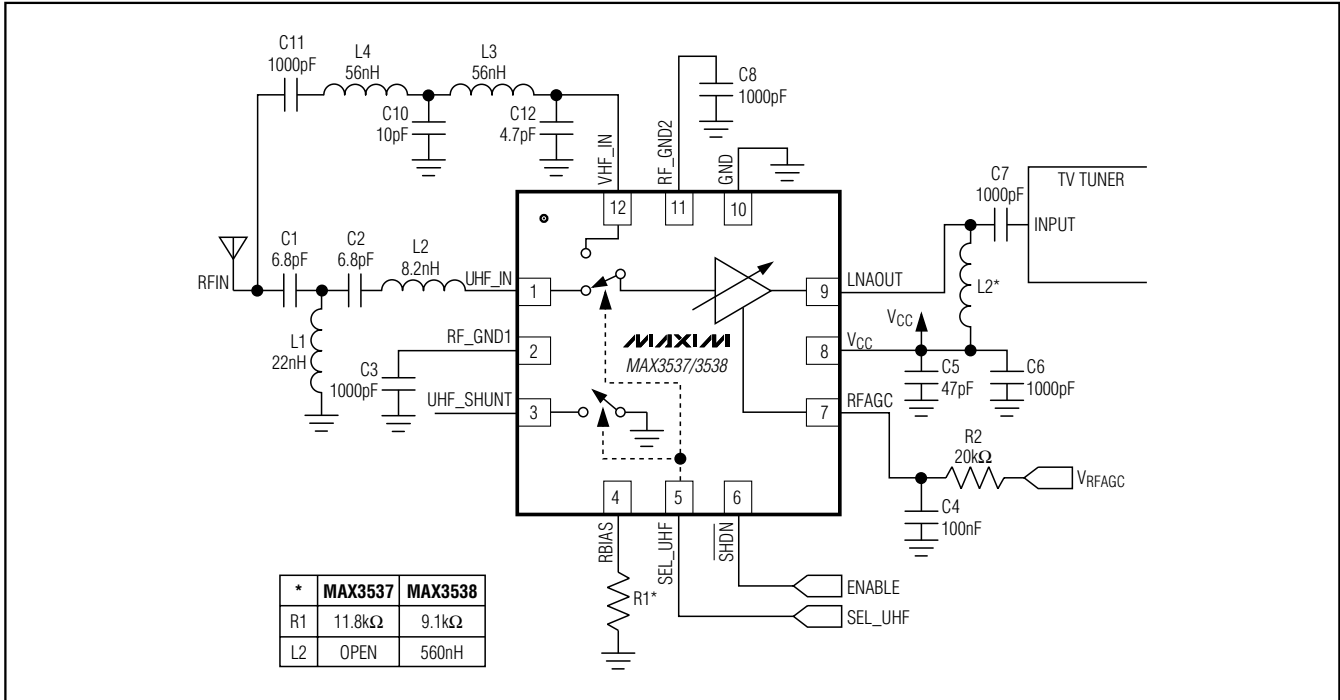 C11
1000pF
L4
56nH
L3
56nH
C10
10pF
C12
4.7pF
VHF_IN
RF_GND2
C8
1000pF
GND
C7
1000pF
TV TUNER
INPUT
12
11
10
RFIN
C1
6.8pF
C2
6.8pF
L2
8.2nH
UHF_IN
1
9
LNAOUT
L2*
L1
22nH
RF_GND1
2
MAXIM
MAX3537/3538
8
VCC
VCC
C5
47pF
C6
1000pF
C3
1000pF
UHF_SHUNT
3
7
RFAGC
R2
20kΩ
VRFAGC
C4
100nF
4
5
6
RBIAS
SEL_UHF
SHDN
R1*
ENABLE
SEL_UHF
* MAX3537 MAX3538
R1 11.8kΩ 9.1kΩ
L2 OPEN 560nH